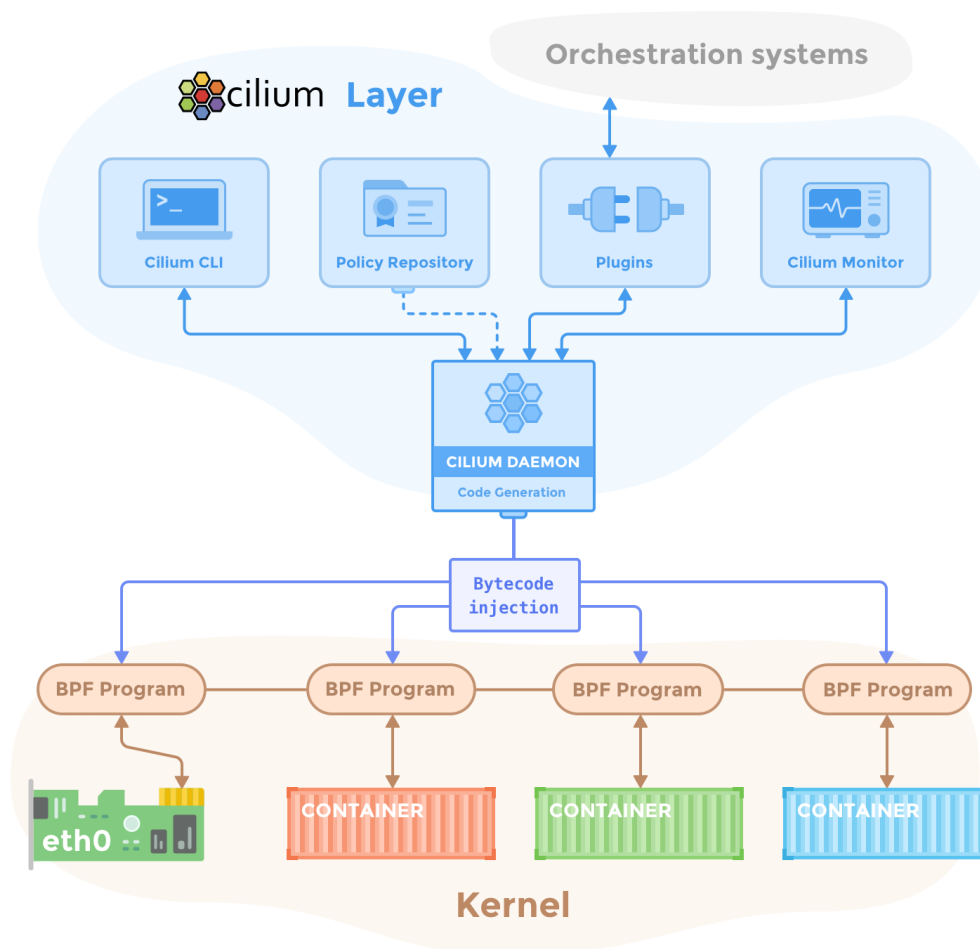 Orchestration systems
cilium Layer
>_
Cilium CLI
Policy Repository
Plugins
Cilium Monitor
CILIUM DAEMON
Code Generation
Bytecode
injection
BPF Program
BPF Program
BPF Program
BPF Program
eth0
CONTAINER
CONTAINER
CONTAINER
Kernel